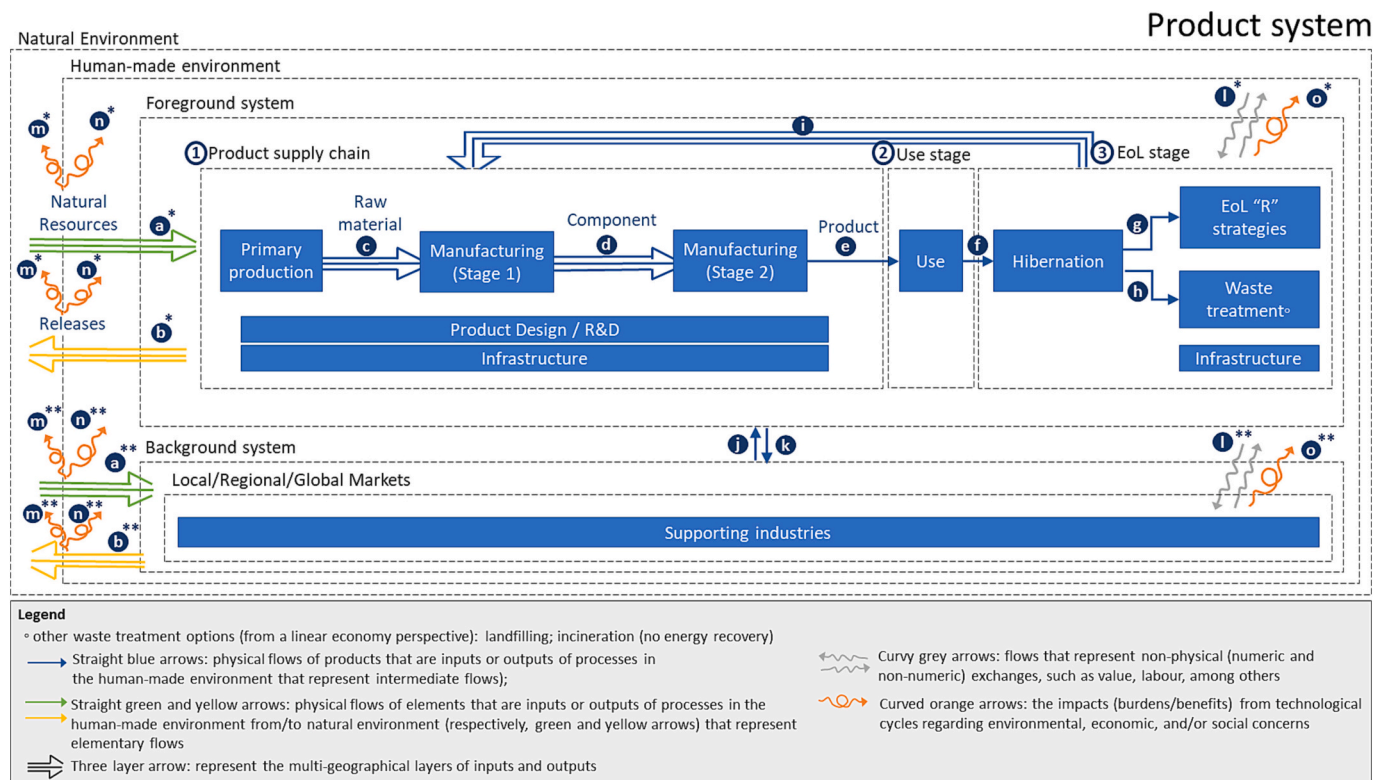 Product system
Natural Environment
Human-made environment
Foreground system
l*
o*
m*
n*
i
1 Product supply chain
2 Use stage
3 EoL stage
Natural
Resources
a*
Raw
material
c
Component
d
Product
e
f
g
h
Primary
production
Manufacturing
(Stage 1)
Manufacturing
(Stage 2)
Use
Hibernation
EoL “R”
strategies
Waste
treatment°
m*
n*
Releases
b*
Product Design / R&D
Infrastructure
Infrastructure
m**
n**
a**
Background system
j
k
l**
o**
Local/Regional/Global Markets
m**
n**
b**
Supporting industries
Legend
° other waste treatment options (from a linear economy perspective): landfilling; incineration (no energy recovery)
Straight blue arrows: physical flows of products that are inputs or outputs of processes in
the human-made environment that represent intermediate flows);
Straight green and yellow arrows: physical flows of elements that are inputs or outputs of processes in the
human-made environment from/to natural environment (respectively, green and yellow arrows) that represent
elementary flows
Three layer arrow: represent the multi-geographical layers of inputs and outputs
Curvy grey arrows: flows that represent non-physical (numeric and
non-numeric) exchanges, such as value, labour, among others
Curved orange arrows: the impacts (burdens/benefits) from technological
cycles regarding environmental, economic, and/or social concerns